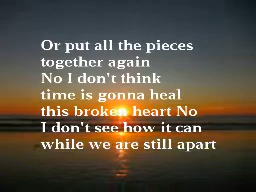 Or put all the pieces
together again
No I don't think
time is gonna heal
this broken heart No
I don't see how it can
while we are still apart